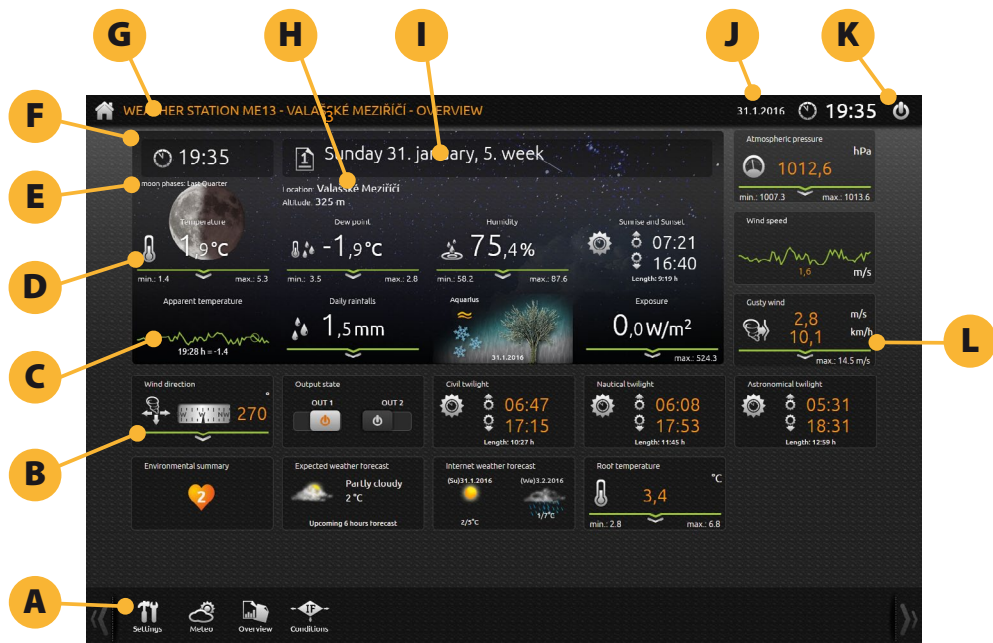 G
H
I
J
K
WEATHER STATION ME13 - VALAŠSKÉ MEZIŘÍČÍ - OVERVIEW
31.1.2016 19:35
F
19:35
1 Sunday 31. january, 5. week
Atmospheric pressure
hPa
1012,6
min.: 1007.3 max.: 1013.6
E
moon phases: Last Quarter
Location: Valašské Meziříčí
Altitude: 325 m
D
Temperature
1,9°C
min.: 1.4 max.: 5.3
Dew point
-1,9°C
min.: 3.5 max.: 2.8
Humidity
75,4%
min.: 58.2 max.: 87.6
Sunrise and Sunset
07:21
16:40
Length: 9:19 h
Wind speed
1,6 m/s
C
Apparent temperature
19:28 h = -1.4
Daily rainfalls
1,5 mm
Aquarius
31.1.2016
Exposure
0,0 W/m²
max.: 524.3
Gusty wind
2,8 m/s
10,1 km/h
max.: 14.5 m/s
L
B
Wind direction
°
W W NW 270
Output state
OUT 1 OUT 2
Civil twilight
06:47
17:15
Length: 10:27 h
Nautical twilight
06:08
17:53
Length: 11:45 h
Astronomical twilight
05:31
18:31
Length: 12:59 h
Environmental summary
2
Expected weather forecast
Partly cloudy
2 °C
Upcoming 6 hours forecast
Internet weather forecast
(Su)31.1.2016 (We)3.2.2016
2/5°C 1/7°C
Roof temperature
°C
3,4
min.: 2.8 max.: 6.8
A
IF
Settings Meteo Overview Conditions